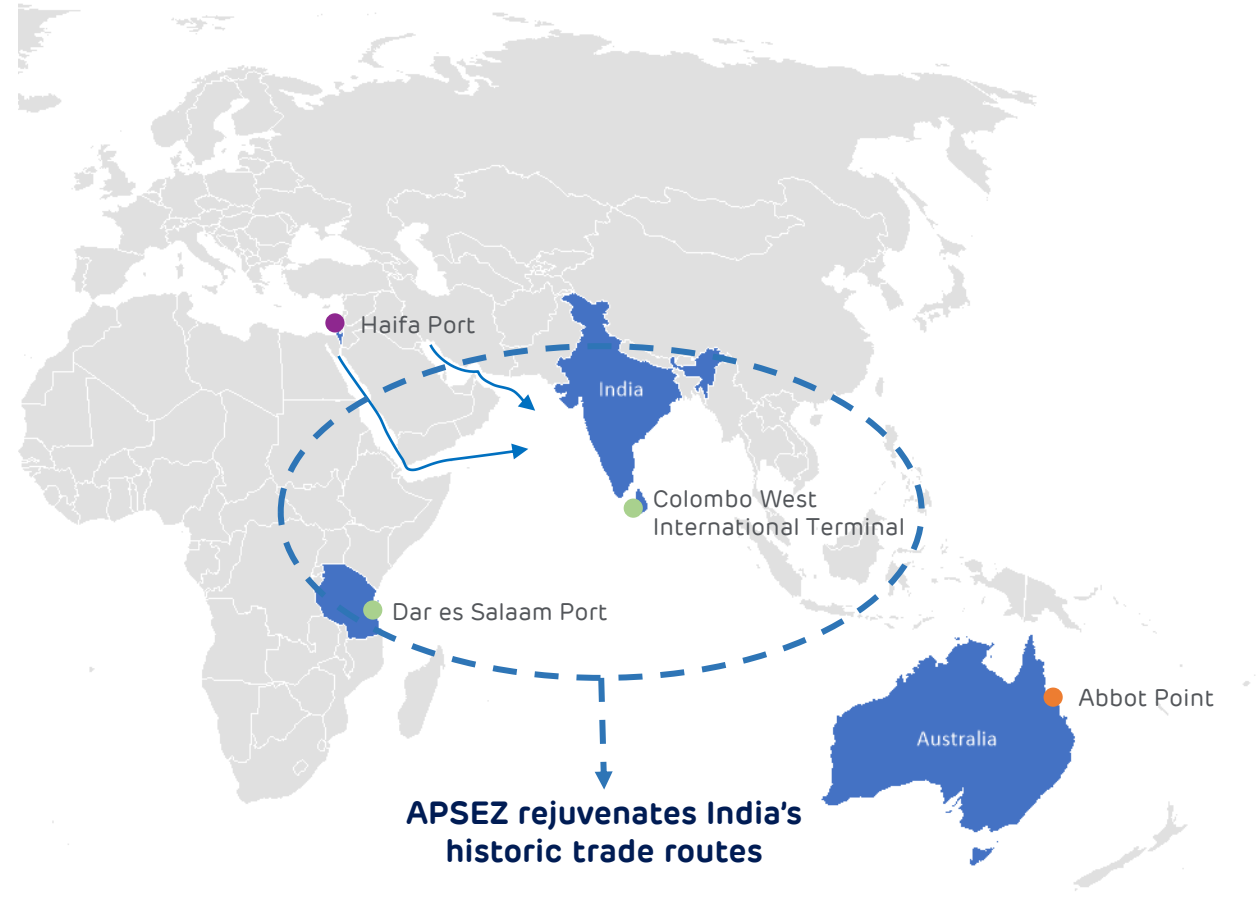 Haifa Port
India
Colombo West
International Terminal
Dar es Salaam Port
Abbot Point
Australia
APSEZ rejuvenates India’s
historic trade routes